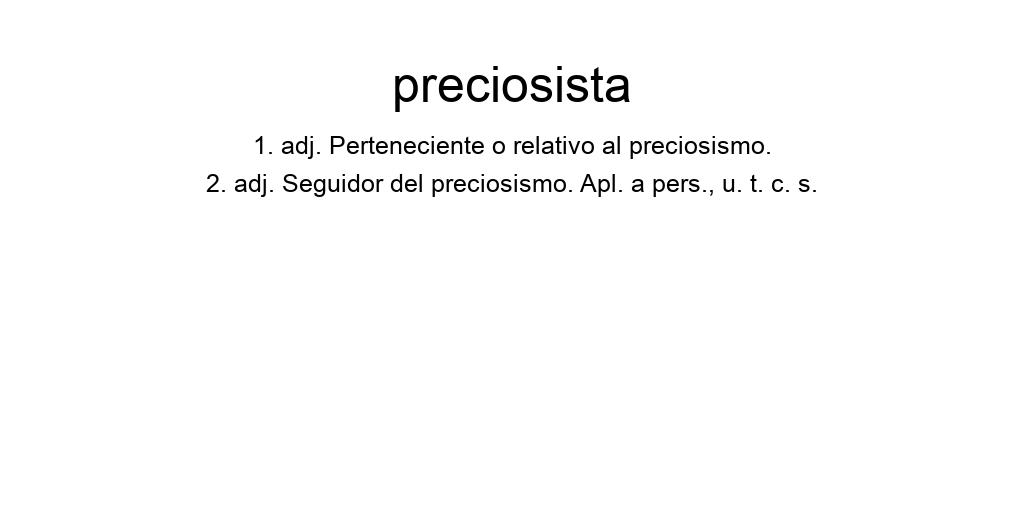 preciosista
1. adj. Perteneciente o relativo al preciosismo.
2. adj. Seguidor del preciosismo. Apl. a pers., u. t. c. s.